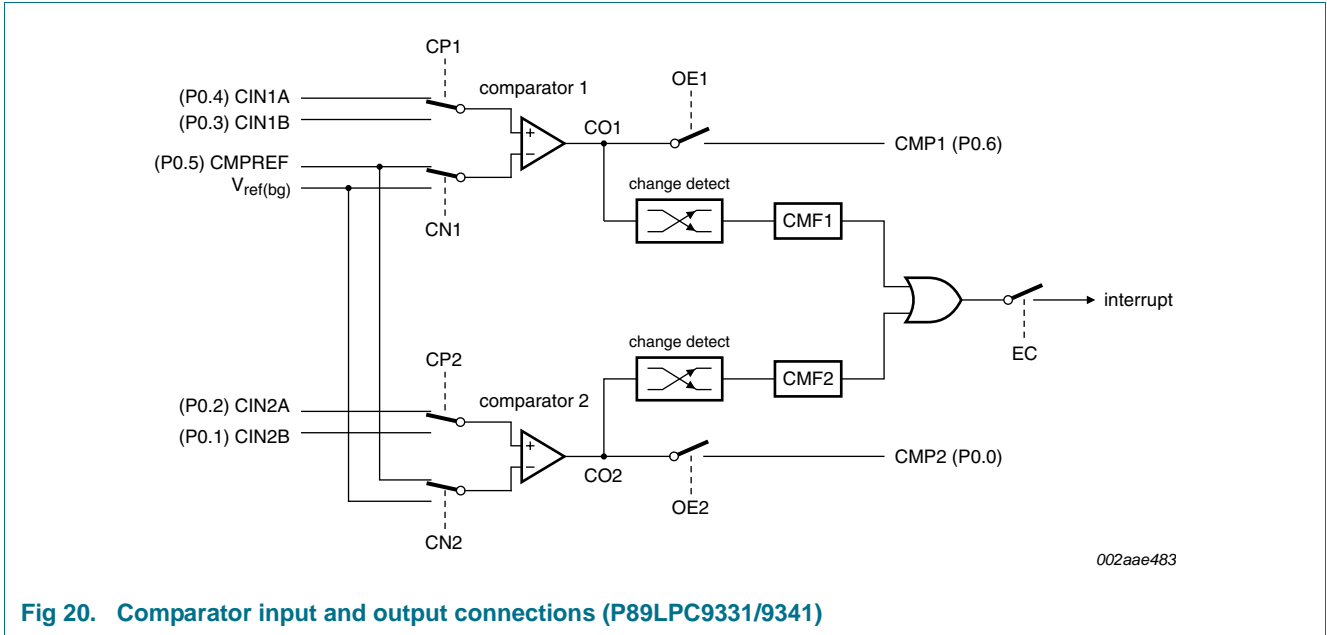 CP1
comparator 1
OE1
(P0.4) CIN1A
(P0.3) CIN1B
CO1
CMP1 (P0.6)
(P0.5) CMPREF
Vref(bg)
+
−
change detect
CN1
CMF1
interrupt
EC
change detect
CP2
CMF2
(P0.2) CIN2A
comparator 2
(P0.1) CIN2B
+
−
CO2
CMP2 (P0.0)
OE2
CN2
002aae483
Fig 20. Comparator input and output connections (P89LPC9331/9341)